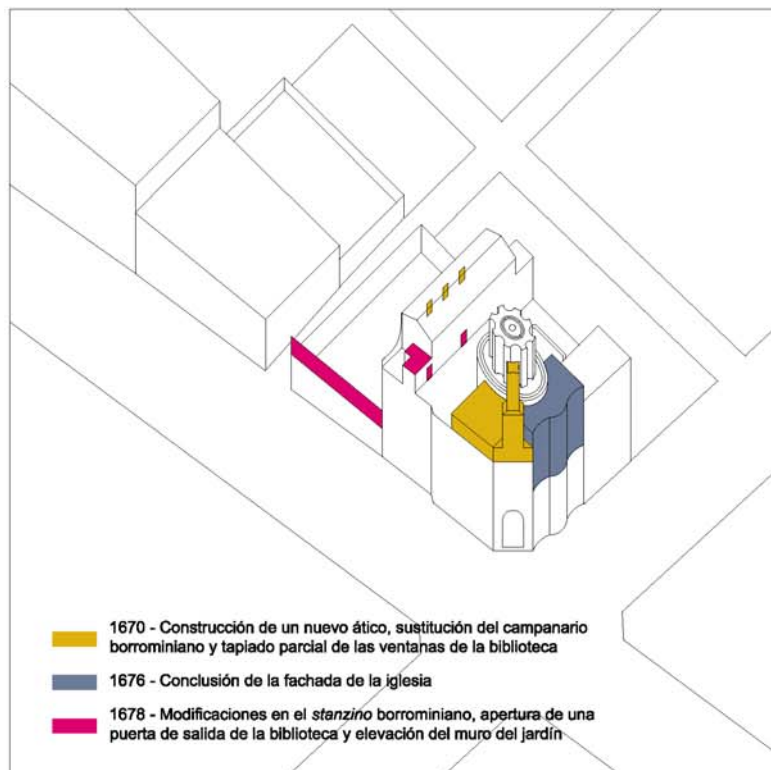 1670 - Construcción de un nuevo ático, sustitución del campanario
borrominiano y tapiado parcial de las ventanas de la biblioteca
1676 - Conclusión de la fachada de la iglesia
1678 - Modificaciones en el stanzino borrominiano, apertura de una
puerta de salida de la biblioteca y elevación del muro del jardín